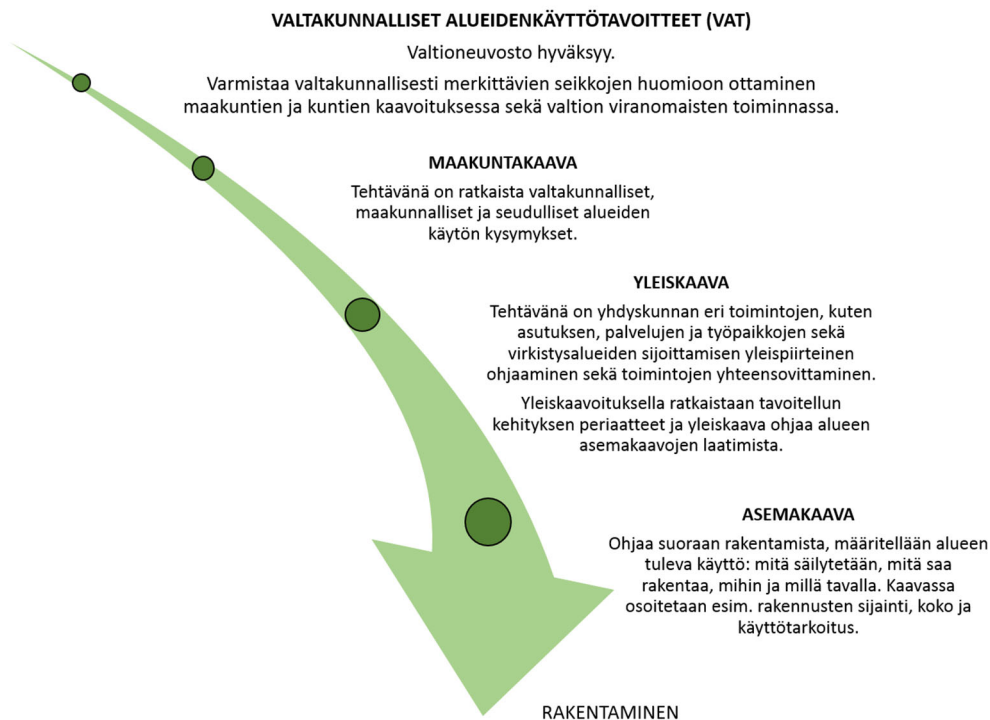 VALTAKUNNALLISET ALUEIDENKÄYTTÖTAVOITTEET (VAT)
Valtioneuvosto hyväksyy.
Varmistaa valtakunnallisesti merkittävien seikkojen huomioon ottaminen
maakuntien ja kuntien kaavoituksessa sekä valtion viranomaisten toiminnassa.
MAAKUNTAKAAVA
Tehtävänä on ratkaista valtakunnalliset,
maakunnalliset ja seudulliset alueiden
käytön kysymykset.
YLEISKAAVA
Tehtävänä on yhdyskunnan eri toimintojen, kuten
asutuksen, palvelujen ja työpaikkojen sekä
virkistysalueiden sijoittamisen yleispiirteinen
ohjaaminen sekä toimintojen yhteensovittaminen.
Yleiskaavoituksella ratkaistaan tavoitellun
kehityksen periaatteet ja yleiskaava ohjaa alueen
asemakaavojen laatimista.
ASEMAKAAVA
Ohjaa suoraan rakentamista, määritellään alueen
tuleva käyttö: mitä säilytetään, mitä saa
rakentaa, mihin ja millä tavalla. Kaavassa
osoitetaan esim. rakennusten sijainti, koko ja
käyttötarkoitus.
RAKENTAMINEN